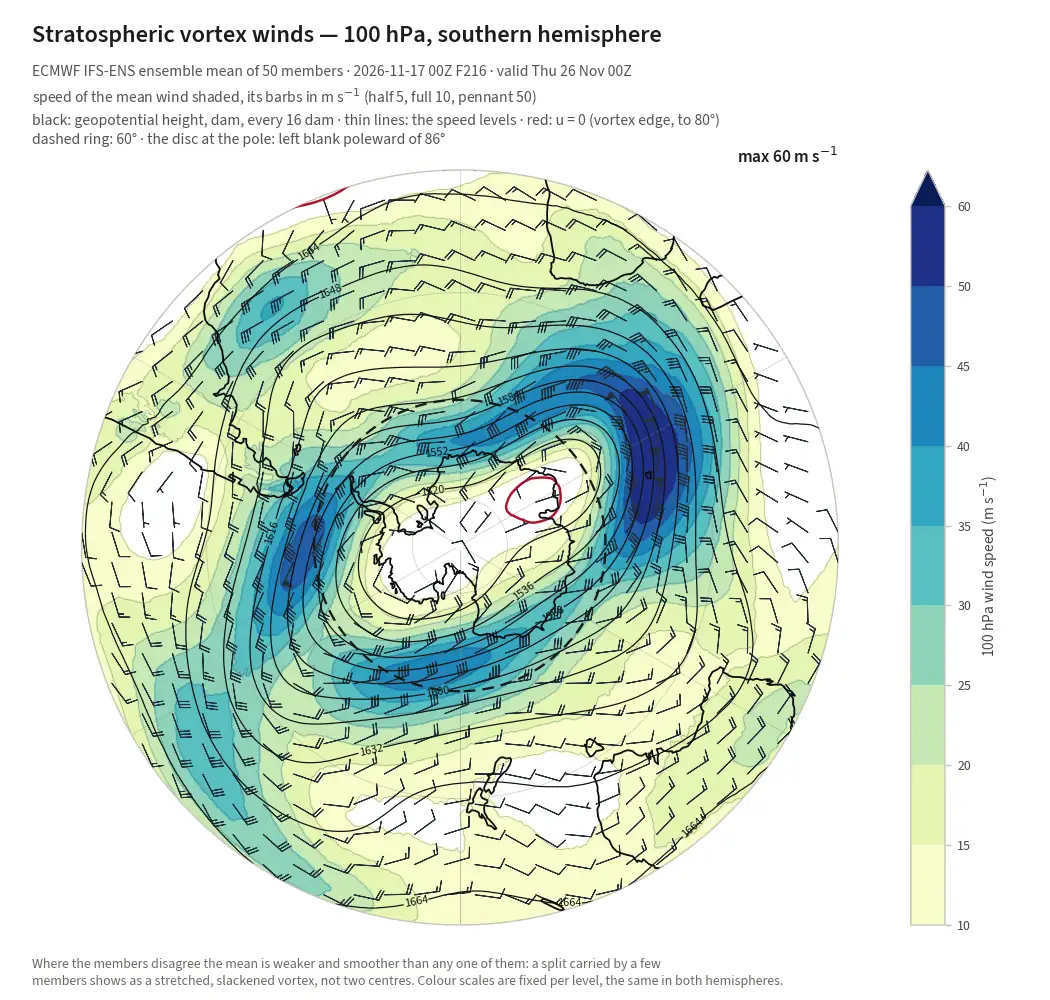 Stratospheric vortex winds — 100 hPa, southern hemisphere
ECMWF IFS-ENS ensemble mean of 50 members · 2026-11-17 00Z F216 · valid Thu 26 Nov 00Z
speed of the mean wind shaded, its barbs in m s⁻¹ (half 5, full 10, pennant 50)
black: geopotential height, dam, every 16 dam · thin lines: the speed levels · red: u = 0 (vortex edge, to 80°)
dashed ring: 60° · the disc at the pole: left blank poleward of 86°
max 60 m s⁻¹
60
50
45
40
35
30
25
20
15
10
100 hPa wind speed (m s⁻¹)
1664
1648
1552
1520
1616
1536
1600
1632
1664
1664
1664
Where the members disagree the mean is weaker and smoother than any one of them: a split carried by a few
members shows as a stretched, slackened vortex, not two centres. Colour scales are fixed per level, the same in both hemispheres.